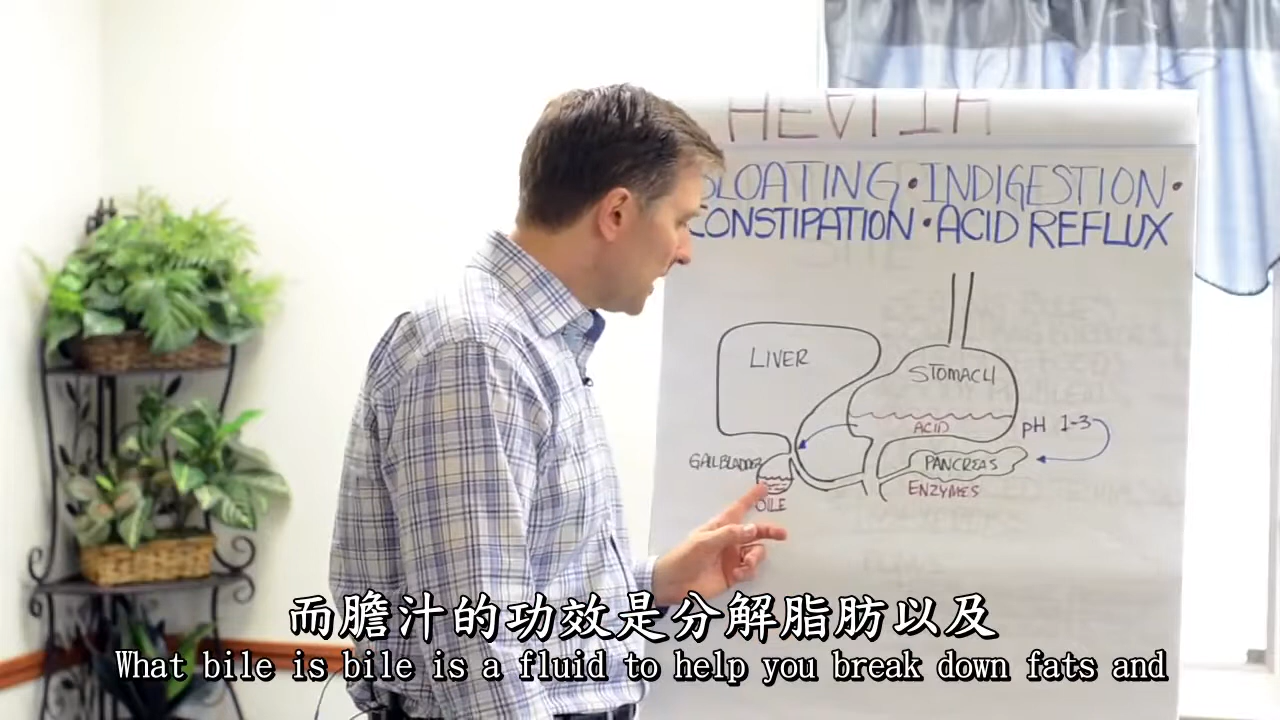 HEALTH
BLOATING • INDIGESTION •
CONSTIPATION • ACID REFLUX
LIVER
STOMACH
ACID
pH 1-3
GALLBLADDER
PANCREAS
BILE
ENZYMES
而膽汁的功效是分解脂肪以及
What bile is bile is a fluid to help you break down fats and